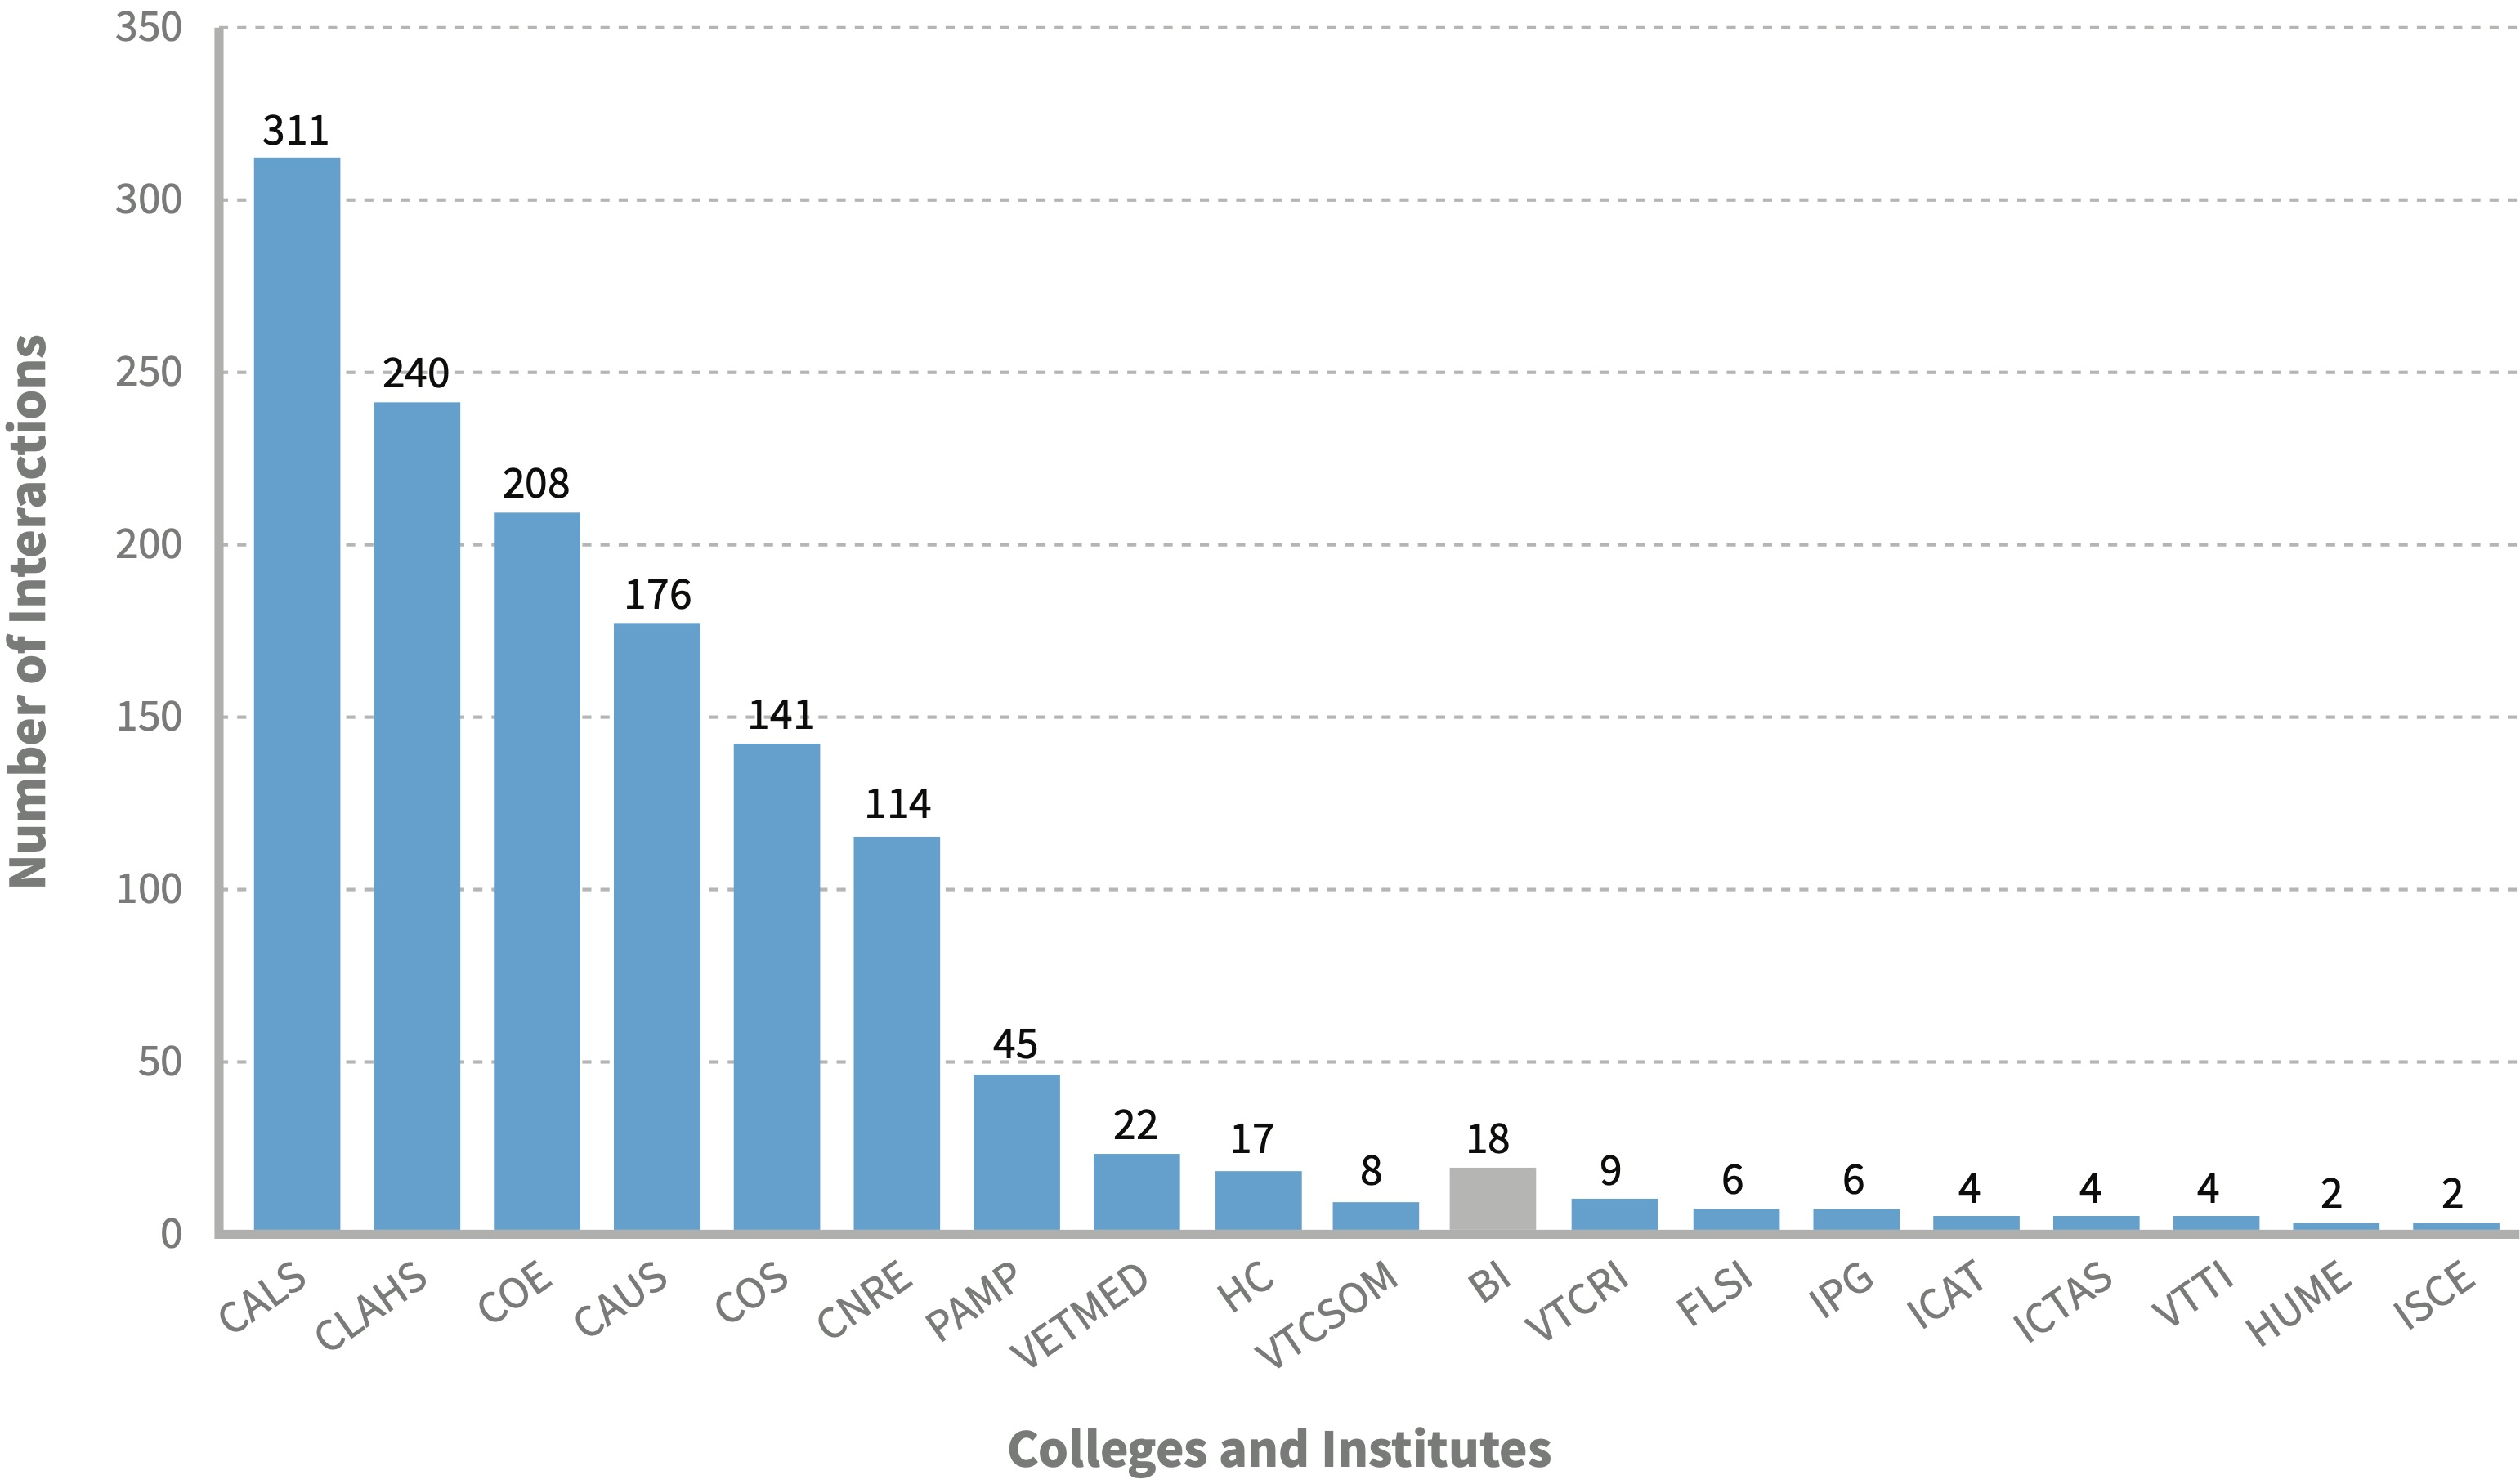 350
300
250
200
150
100
50
0
Number of Interactions
311
240
208
176
141
114
45
22
17
8
18
9
6
6
4
4
4
2
2
CALS
CLAHS
COE
CAUS
COS
CNRE
PAMP
VETMED
HC
VTCSOM
BI
VTCRI
FLSI
IPG
ICAT
ICTAS
VTTI
HUME
ISCE
Colleges and Institutes